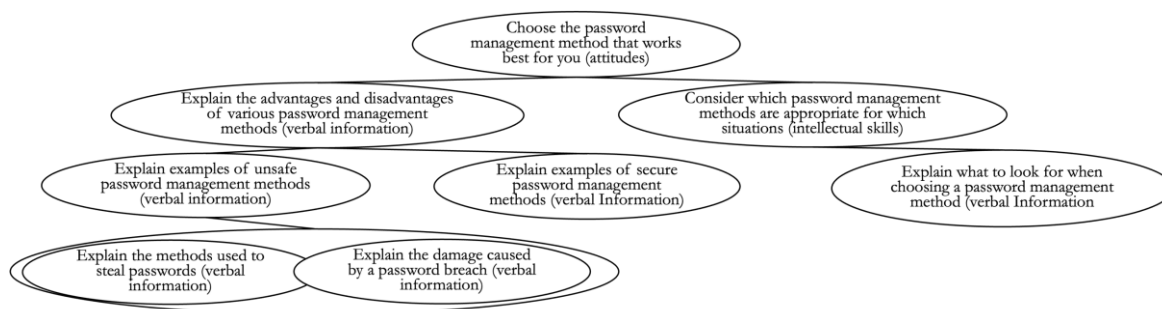 Choose the password
management method that works
best for you (attitudes)
Explain the advantages and disadvantages
of various password management
methods (verbal information)
Consider which password management
methods are appropriate for which
situations (intellectual skills)
Explain examples of unsafe
password management methods
(verbal information)
Explain examples of secure
password management
methods (verbal Information)
Explain what to look for when
choosing a password management
method (verbal Information
Explain the methods used to
steal passwords (verbal
information)
Explain the damage caused
by a password breach (verbal
information)